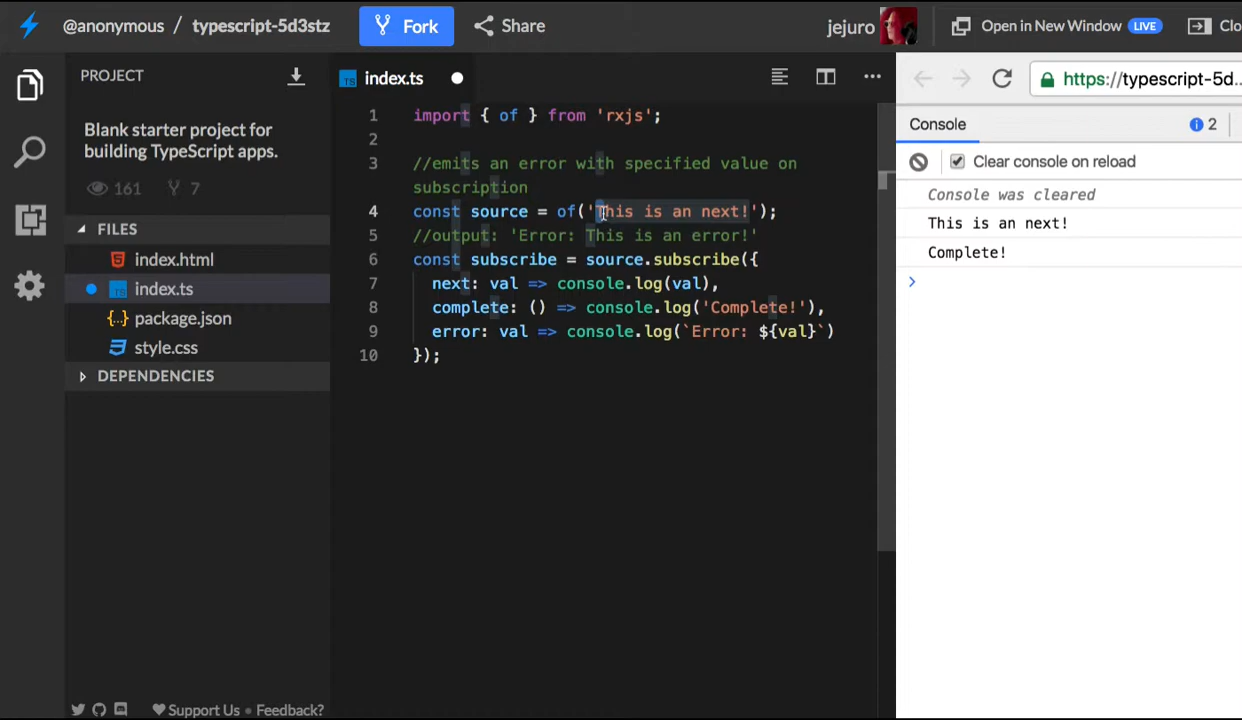 @anonymous / typescript-5d3stz Fork Share jejuro Open in New Window LIVE Clo
PROJECT
Blank starter project for
building TypeScript apps.
161 7
FILES
index.html
index.ts
package.json
style.css
DEPENDENCIES
Support Us • Feedback?
TS index.ts
1 import { of } from 'rxjs';
2
3 //emits an error with specified value on
subscription
4 const source = of('This is an next!');
5 //output: 'Error: This is an error!'
6 const subscribe = source.subscribe({
7 next: val => console.log(val),
8 complete: () => console.log('Complete!'),
9 error: val => console.log(`Error: ${val}`)
10 });
https://typescript-5d...
Console 2
Clear console on reload
Console was cleared
This is an next!
Complete!